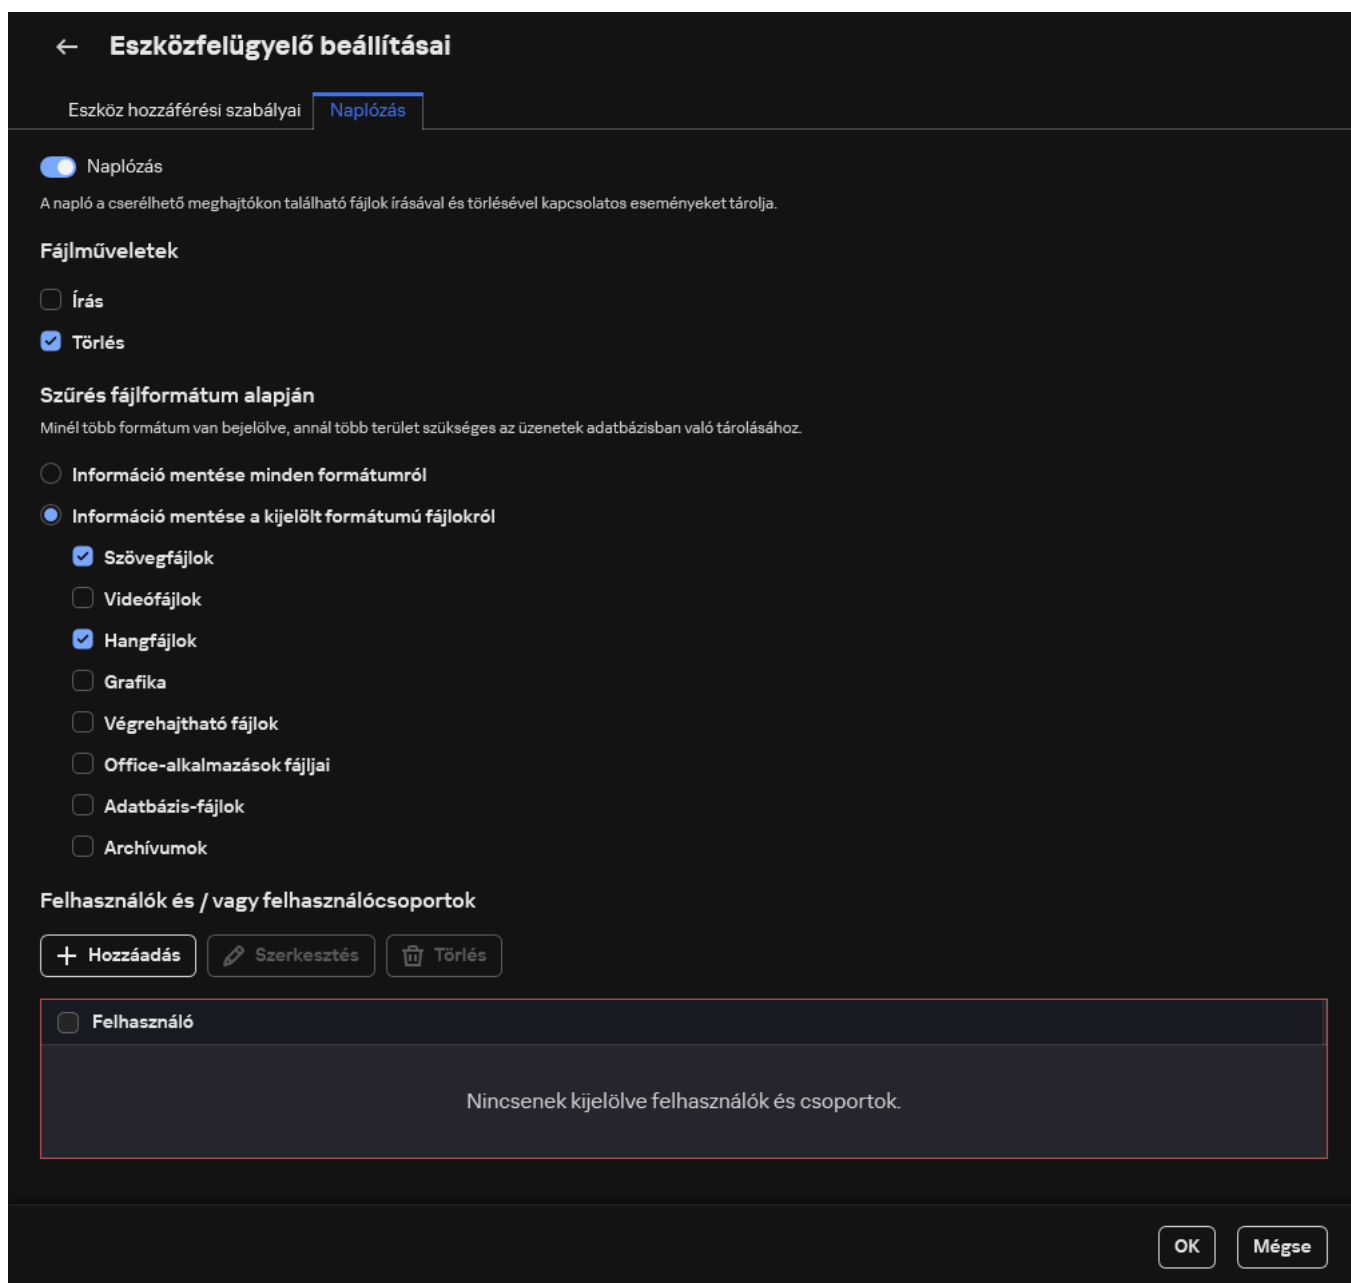 Eszközfelügyelő beállításai
Eszköz hozzáférési szabályai Naplózás
Naplózás
A napló a cserélhető meghajtókon található fájlok írásával és törlésével kapcsolatos eseményeket tárolja.
Fájlműveletek
Írás
Törlés
Szűrés fájlformátum alapján
Minél több formátum van bejelölve, annál több terület szükséges az üzenetek adatbázisban való tárolásához.
Információ mentése minden formátumról
Információ mentése a kijelölt formátumú fájlokról
Szövegfájlok
Videófájlok
Hangfájlok
Grafika
Végrehajtható fájlok
Office-alkalmazások fájljai
Adatbázis-fájlok
Archívumok
Felhasználók és / vagy felhasználócsoportok
Hozzáadás Szerkesztés Törlés
Felhasználó
Nincsenek kijelölve felhasználók és csoportok.
OK Mégse